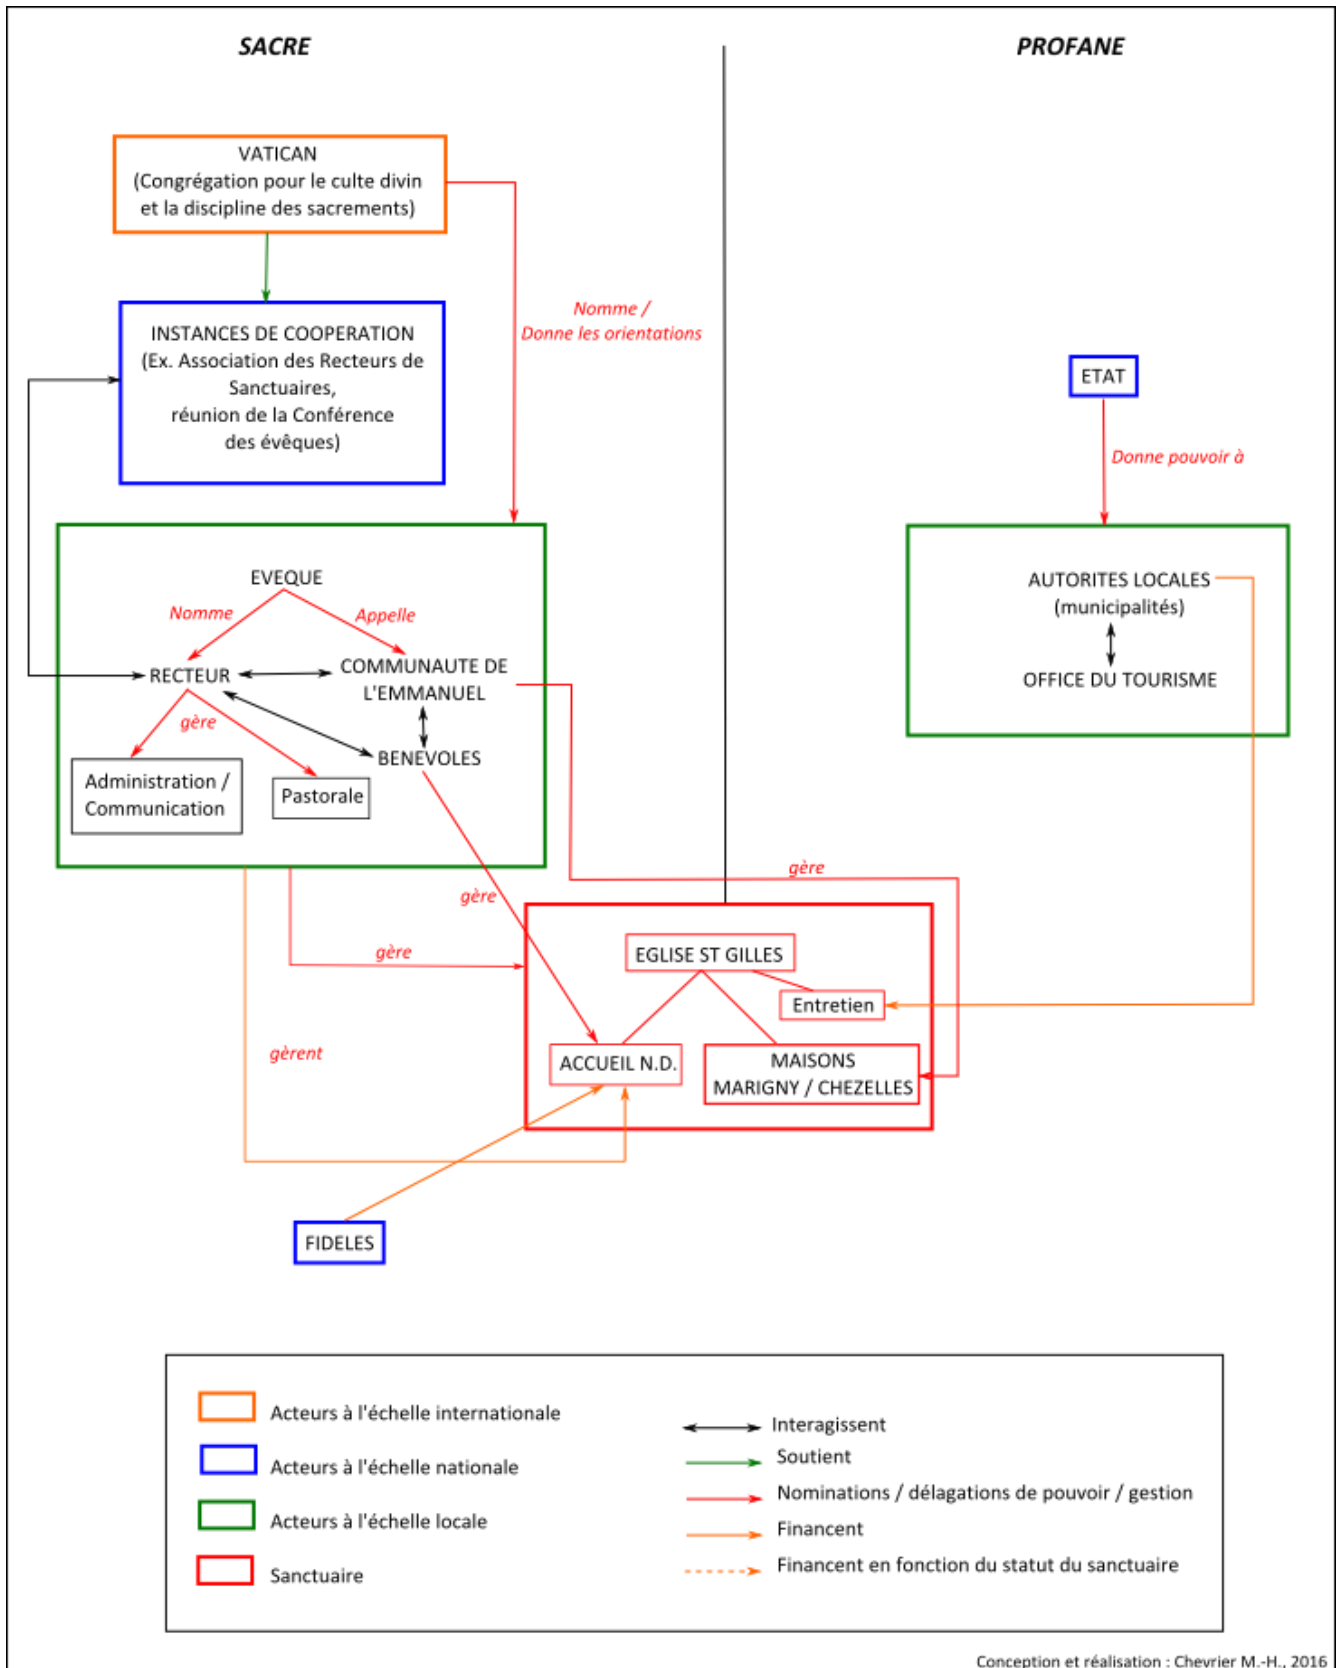 SACRE
PROFANE
VATICAN
(Congrégation pour le culte divin
et la discipline des sacrements)
Nomme /
Donne les orientations
INSTANCES DE COOPERATION
(Ex. Association des Recteurs de
Sanctuaires,
réunion de la Conférence
des évêques)
ETAT
Donne pouvoir à
EVEQUE
Nomme
Appelle
RECTEUR
COMMUNAUTE DE
L'EMMANUEL
gère
BENEVOLES
Administration /
Communication
Pastorale
AUTORITES LOCALES
(municipalités)
OFFICE DU TOURISME
gère
gère
gère
gèrent
EGLISE ST GILLES
Entretien
ACCUEIL N.D.
MAISONS
MARIGNY / CHEZELLES
FIDELES
Acteurs à l'échelle internationale
Acteurs à l'échelle nationale
Acteurs à l'échelle locale
Sanctuaire
Interagissent
Soutient
Nominations / délagations de pouvoir / gestion
Financent
Financent en fonction du statut du sanctuaire
Conception et réalisation : Chevrier M.-H., 2016